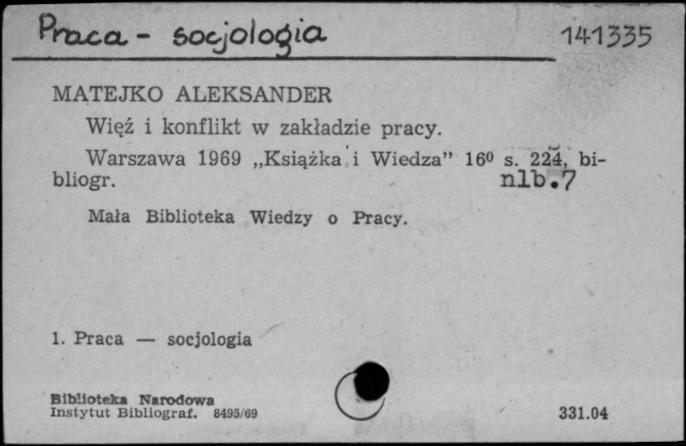 Praca - socjologia 141335
MATEJKO ALEKSANDER
Więź i konflikt w zakładzie pracy.
Warszawa 1969 „Książka i Wiedza” 16º s. 224, bi-
bliogr. nlb.7
Mała Biblioteka Wiedzy o Pracy.
1. Praca — socjologia
Biblioteka Narodowa
Instytut Bibliograf. 8495/69 331.04